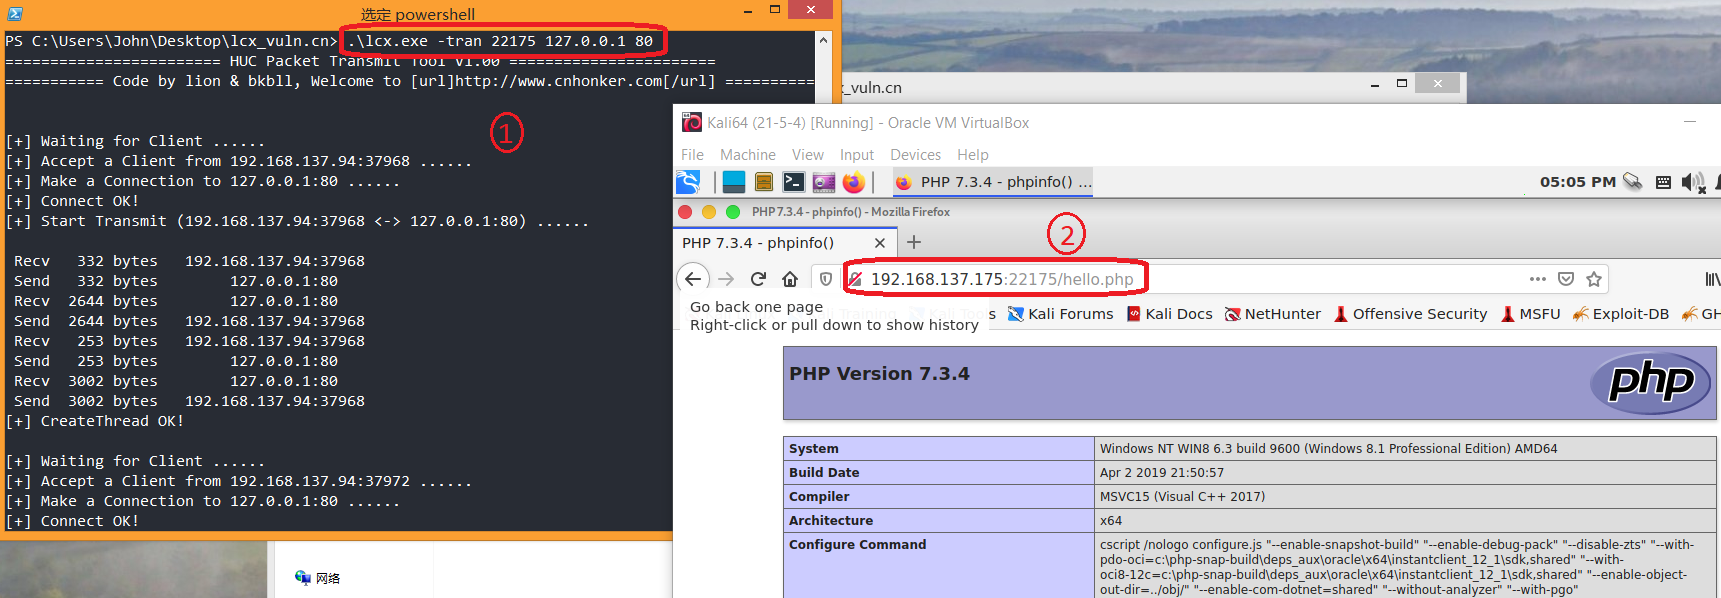 选定 powershell
PS C:\Users\John\Desktop\lcx_vuln.cn> .\lcx.exe -tran 22175 127.0.0.1 80
======================== HUC Packet Transmit Tool V1.00 =======================
=========== Code by lion & bkbll, Welcome to [url]http://www.cnhonker.com[/url] ==========
[+] Waiting for Client ......
[+] Accept a Client from 192.168.137.94:37968 ......
[+] Make a Connection to 127.0.0.1:80 ......
[+] Connect OK!
[+] Start Transmit (192.168.137.94:37968 <-> 127.0.0.1:80) ......
Recv 332 bytes 192.168.137.94:37968
Send 332 bytes 127.0.0.1:80
Recv 2644 bytes 127.0.0.1:80
Send 2644 bytes 192.168.137.94:37968
Recv 253 bytes 192.168.137.94:37968
Send 253 bytes 127.0.0.1:80
Recv 3002 bytes 127.0.0.1:80
Send 3002 bytes 192.168.137.94:37968
[+] CreateThread OK!
[+] Waiting for Client ......
[+] Accept a Client from 192.168.137.94:37972 ......
[+] Make a Connection to 127.0.0.1:80 ......
[+] Connect OK!
1
网络
_vuln.cn
Kali64 (21-5-4) [Running] - Oracle VM VirtualBox
File Machine View Input Devices Help
PHP 7.3.4 - phpinfo() ...
05:05 PM
PHP 7.3.4 - phpinfo() - Mozilla Firefox
PHP 7.3.4 - phpinfo()
2
192.168.137.175:22175/hello.php
Go back one page
Right-click or pull down to show history
Kali Forums Kali Docs NetHunter Offensive Security MSFU Exploit-DB GH
PHP Version 7.3.4
php
System Windows NT WIN8 6.3 build 9600 (Windows 8.1 Professional Edition) AMD64
Build Date Apr 2 2019 21:50:57
Compiler MSVC15 (Visual C++ 2017)
Architecture x64
Configure Command cscript /nologo configure.js "--enable-snapshot-build" "--enable-debug-pack" "--disable-zts" "--with-
pdo-oci=c:\php-snap-build\deps_aux\oracle\x64\instantclient_12_1\sdk,shared" "--with-
oci8-12c=c:\php-snap-build\deps_aux\oracle\x64\instantclient_12_1\sdk,shared" "--enable-object-
out-dir=../obj/" "--enable-com-dotnet=shared" "--without-analyzer" "--with-pgo"